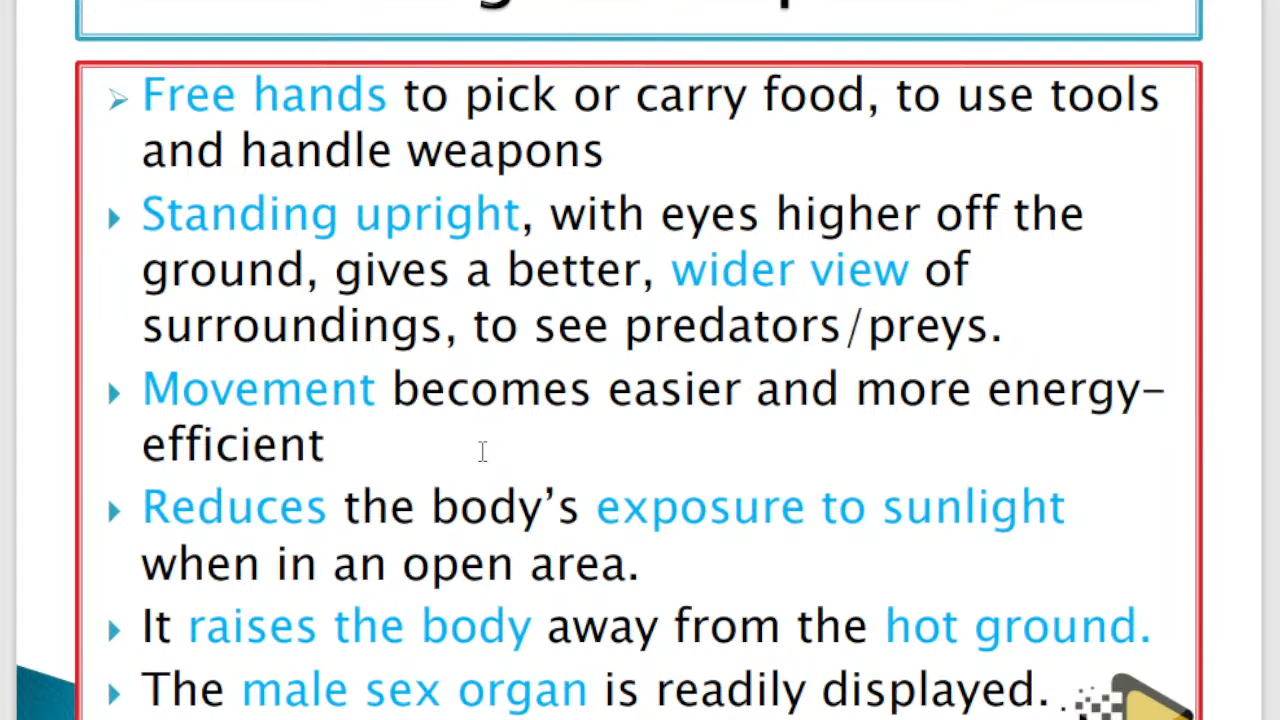 Free hands to pick or carry food, to use tools
and handle weapons
Standing upright, with eyes higher off the
ground, gives a better, wider view of
surroundings, to see predators/preys.
Movement becomes easier and more energy-
efficient
Reduces the body’s exposure to sunlight
when in an open area.
It raises the body away from the hot ground.
The male sex organ is readily displayed.